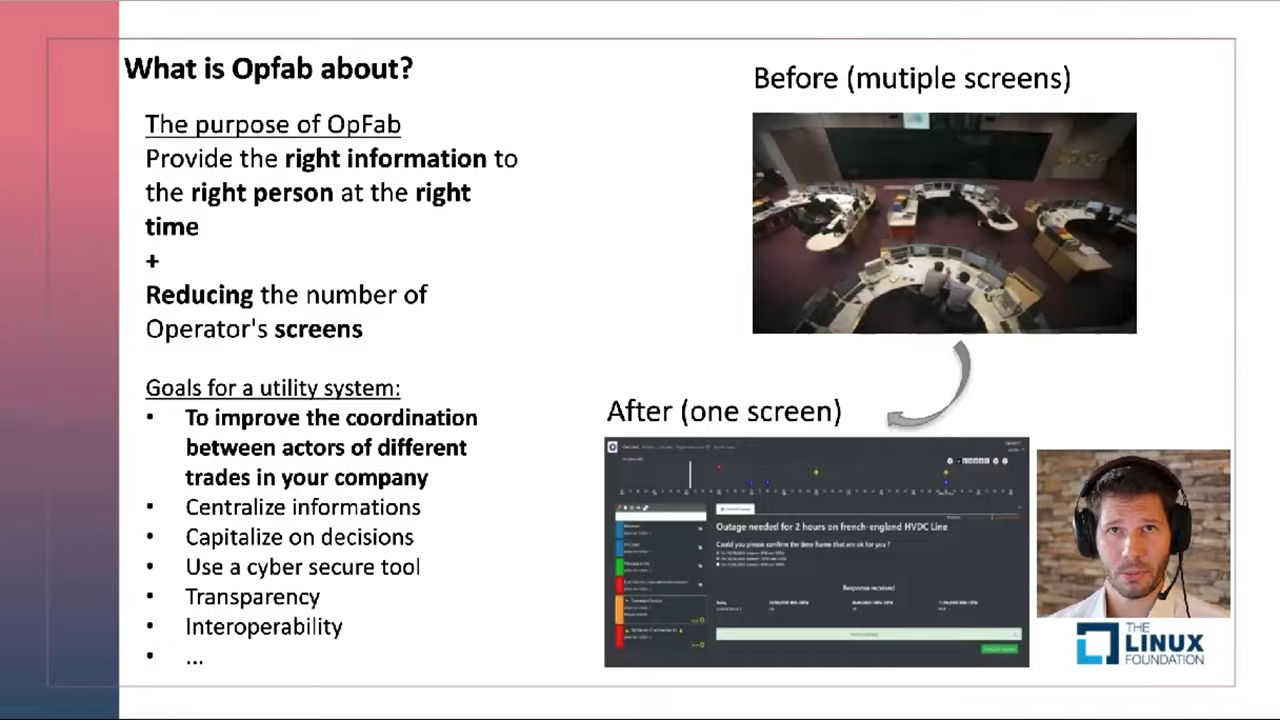 What is Opfab about?
The purpose of OpFab
Provide the right information to
the right person at the right
time
+
Reducing the number of
Operator's screens
Goals for a utility system:
• To improve the coordination
between actors of different
trades in your company
• Centralize informations
• Capitalize on decisions
• Use a cyber secure tool
• Transparency
• Interoperability
• ...
Before (mutiple screens)
After (one screen)
Outage needed for 2 hours on french-england HVDC Line
Could you please confirm the time frame that are ok for you ?
Response received
THE
LINUX
FOUNDATION